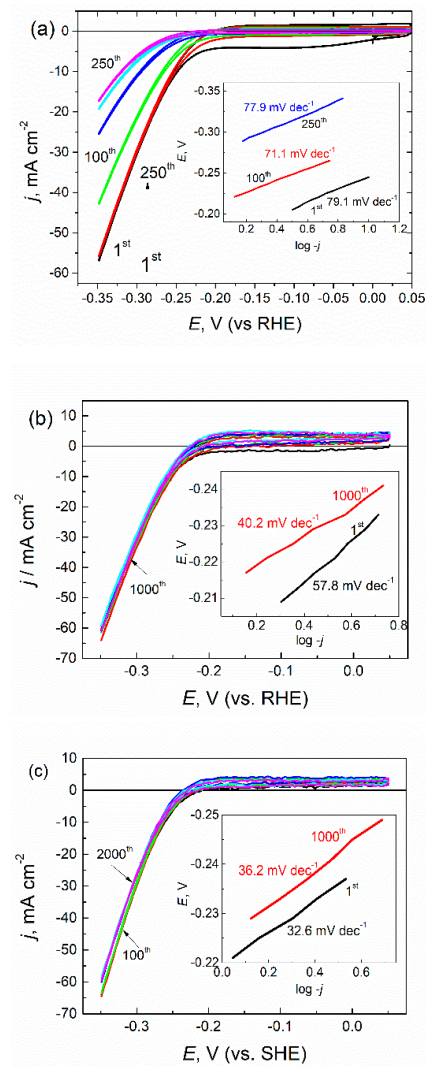 (a)
0
-10
-20
-30
-40
-50
-60
j, mA cm⁻²
250ᵗʰ
100ᵗʰ
250ᵗʰ
1ˢᵗ
1ˢᵗ
-0.35 -0.30 -0.25 -0.20 -0.15 -0.10 -0.05 0.00 0.05
E, V (vs RHE)
-0.35
-0.30
-0.25
-0.20
E, V
77.9 mV dec⁻¹
250ᵗʰ
71.1 mV dec⁻¹
100ᵗʰ
1ˢᵗ
79.1 mV dec⁻¹
0.2 0.4 0.6 0.8 1.0 1.2
log -j
(b)
10
0
-10
-20
-30
-40
-50
-60
-70
j / mA cm⁻²
1000ᵗʰ
-0.3 -0.2 -0.1 0.0
E, V (vs. RHE)
-0.24
-0.23
-0.22
-0.21
E, V
1000ᵗʰ
40.2 mV dec⁻¹
1ˢᵗ
57.8 mV dec⁻¹
0.2 0.4 0.6 0.8
log -j
(c)
10
0
-10
-20
-30
-40
-50
-60
-70
j, mA cm⁻²
2000ᵗʰ
100ᵗʰ
-0.3 -0.2 -0.1 0.0
E, V (vs. SHE)
-0.25
-0.24
-0.23
-0.22
E, V
1000ᵗʰ
36.2 mV dec⁻¹
1ˢᵗ
32.6 mV dec⁻¹
0.0 0.2 0.4 0.6
log -j